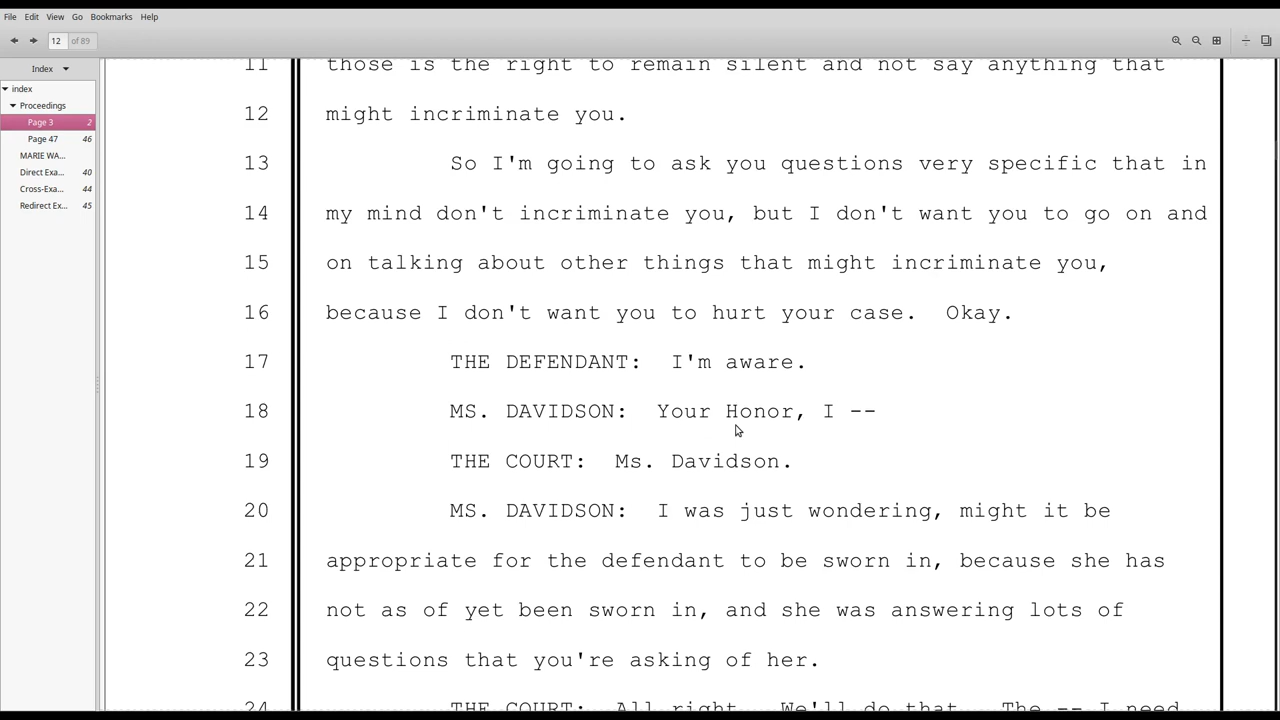 File Edit View Go Bookmarks Help
12 of 89
Index
index
Proceedings
Page 3 2
Page 47 46
MARIE WA...
Direct Exa... 40
Cross-Exa... 44
Redirect Ex... 45
11 those is the right to remain silent and not say anything that
12 might incriminate you.
13 So I'm going to ask you questions very specific that in
14 my mind don't incriminate you, but I don't want you to go on and
15 on talking about other things that might incriminate you,
16 because I don't want you to hurt your case. Okay.
17 THE DEFENDANT: I'm aware.
18 MS. DAVIDSON: Your Honor, I --
19 THE COURT: Ms. Davidson.
20 MS. DAVIDSON: I was just wondering, might it be
21 appropriate for the defendant to be sworn in, because she has
22 not as of yet been sworn in, and she was answering lots of
23 questions that you're asking of her.
24 THE COURT: All right. We'll do that. The -- I need